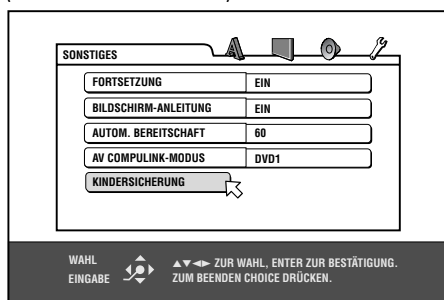 SONSTIGES
FORTSETZUNG EIN
BILDSCHIRM-ANLEITUNG EIN
AUTOM. BEREITSCHAFT 60
AV COMPULINK-MODUS DVD1
KINDERSICHERUNG
WAHL
EINGABE
▲▼◄► ZUR WAHL, ENTER ZUR BESTÄTIGUNG.
ZUM BEENDEN CHOICE DRÜCKEN.